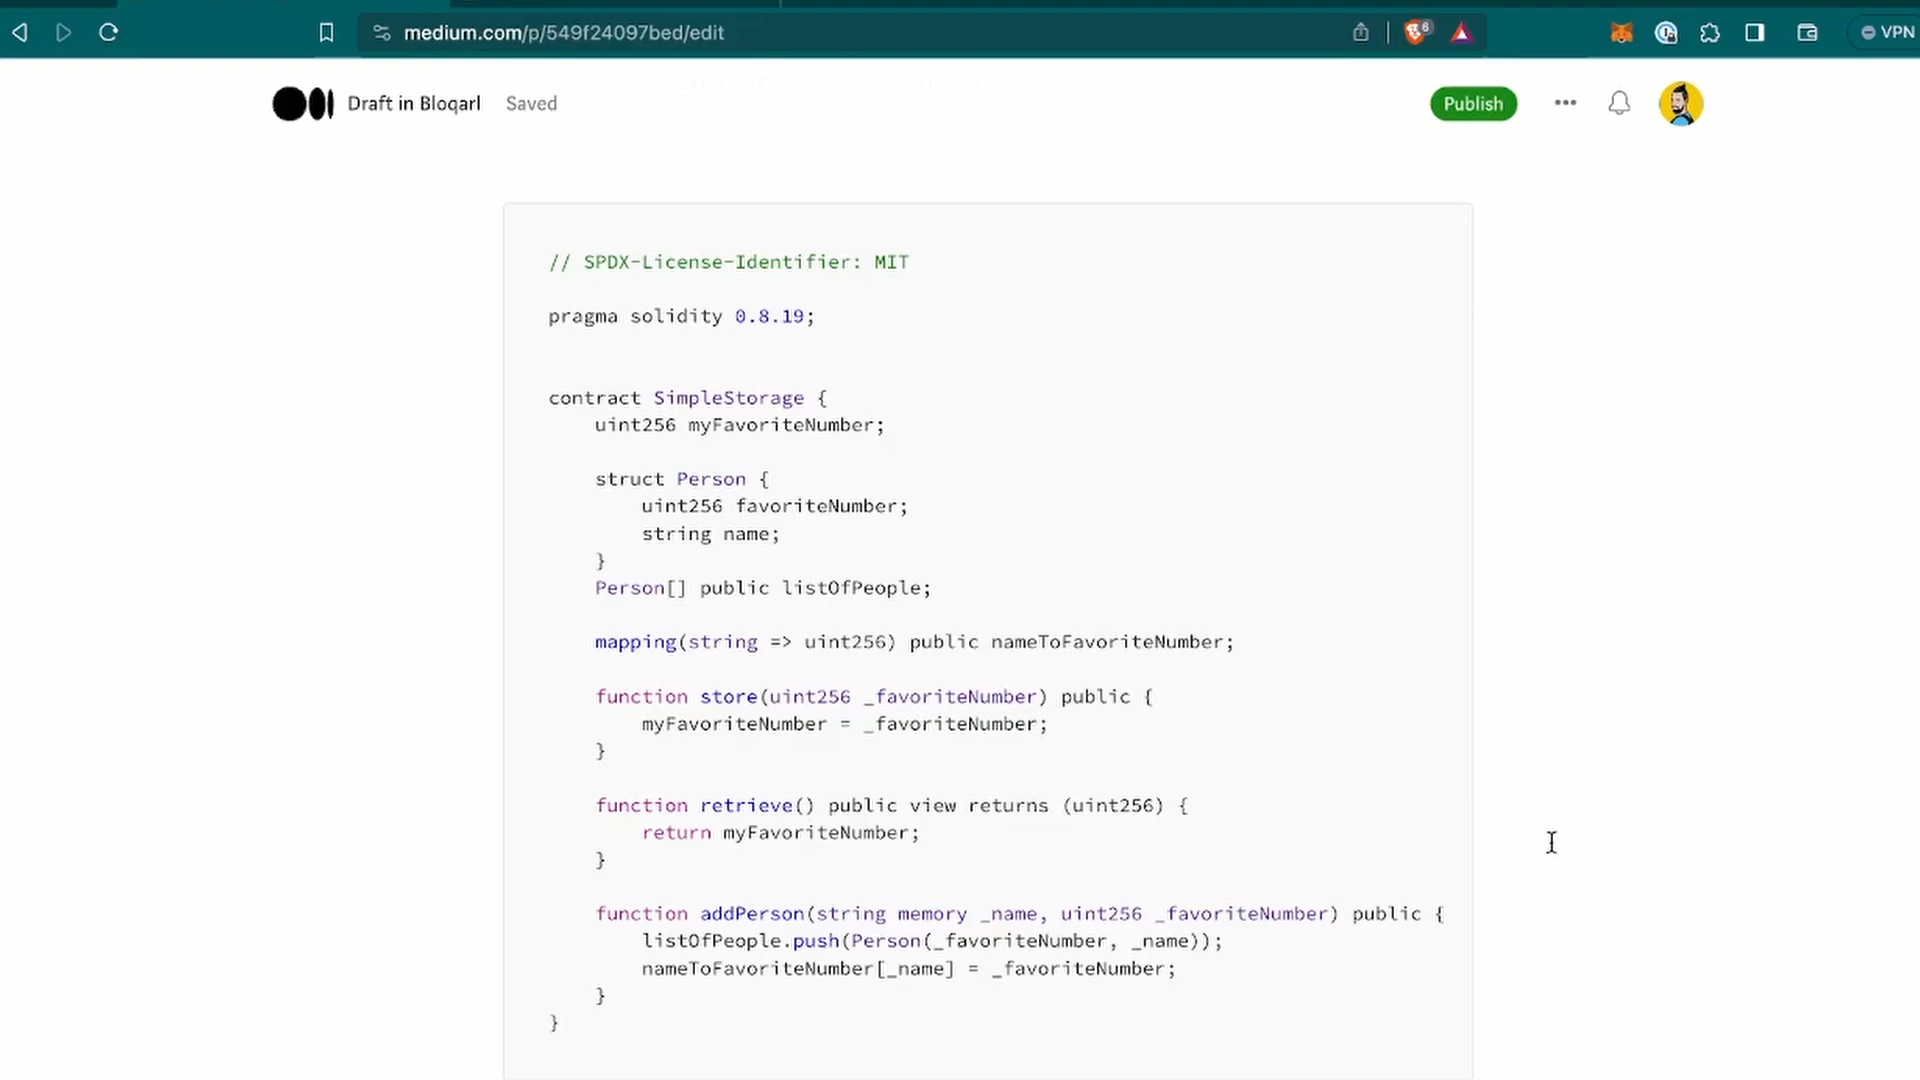 medium.com/p/549f24097bed/edit
6
VPN
Draft in Bloqarl
Saved
Publish
// SPDX-License-Identifier: MIT
pragma solidity 0.8.19;
contract SimpleStorage {
uint256 myFavoriteNumber;
struct Person {
uint256 favoriteNumber;
string name;
}
Person[] public listOfPeople;
mapping(string => uint256) public nameToFavoriteNumber;
function store(uint256 _favoriteNumber) public {
myFavoriteNumber = _favoriteNumber;
}
function retrieve() public view returns (uint256) {
return myFavoriteNumber;
}
function addPerson(string memory _name, uint256 _favoriteNumber) public {
listOfPeople.push(Person(_favoriteNumber, _name));
nameToFavoriteNumber[_name] = _favoriteNumber;
}
}